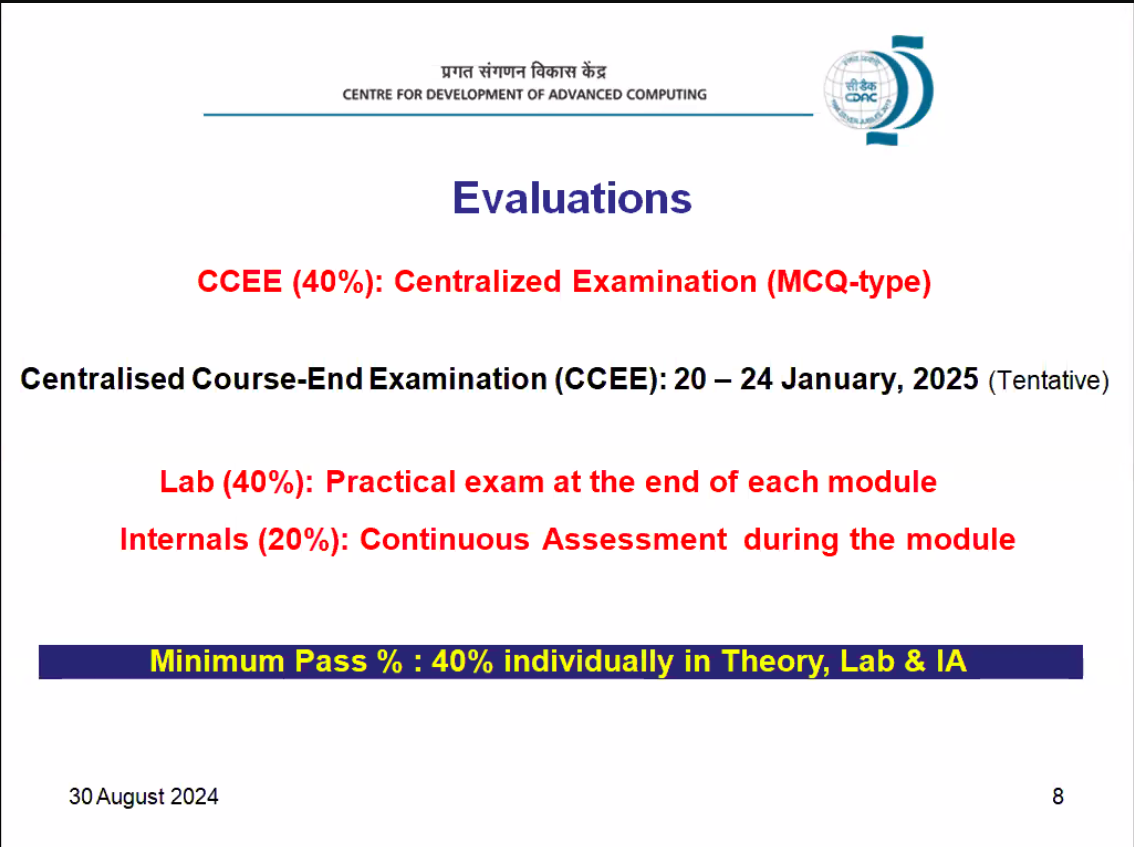 प्रगत संगणन विकास केंद्र
CENTRE FOR DEVELOPMENT OF ADVANCED COMPUTING
सी डैक
CDAC
Evaluations
CCEE (40%): Centralized Examination (MCQ-type)
Centralised Course-End Examination (CCEE): 20 – 24 January, 2025 (Tentative)
Lab (40%): Practical exam at the end of each module
Internals (20%): Continuous Assessment during the module
Minimum Pass % : 40% individually in Theory, Lab & IA
30 August 2024
8